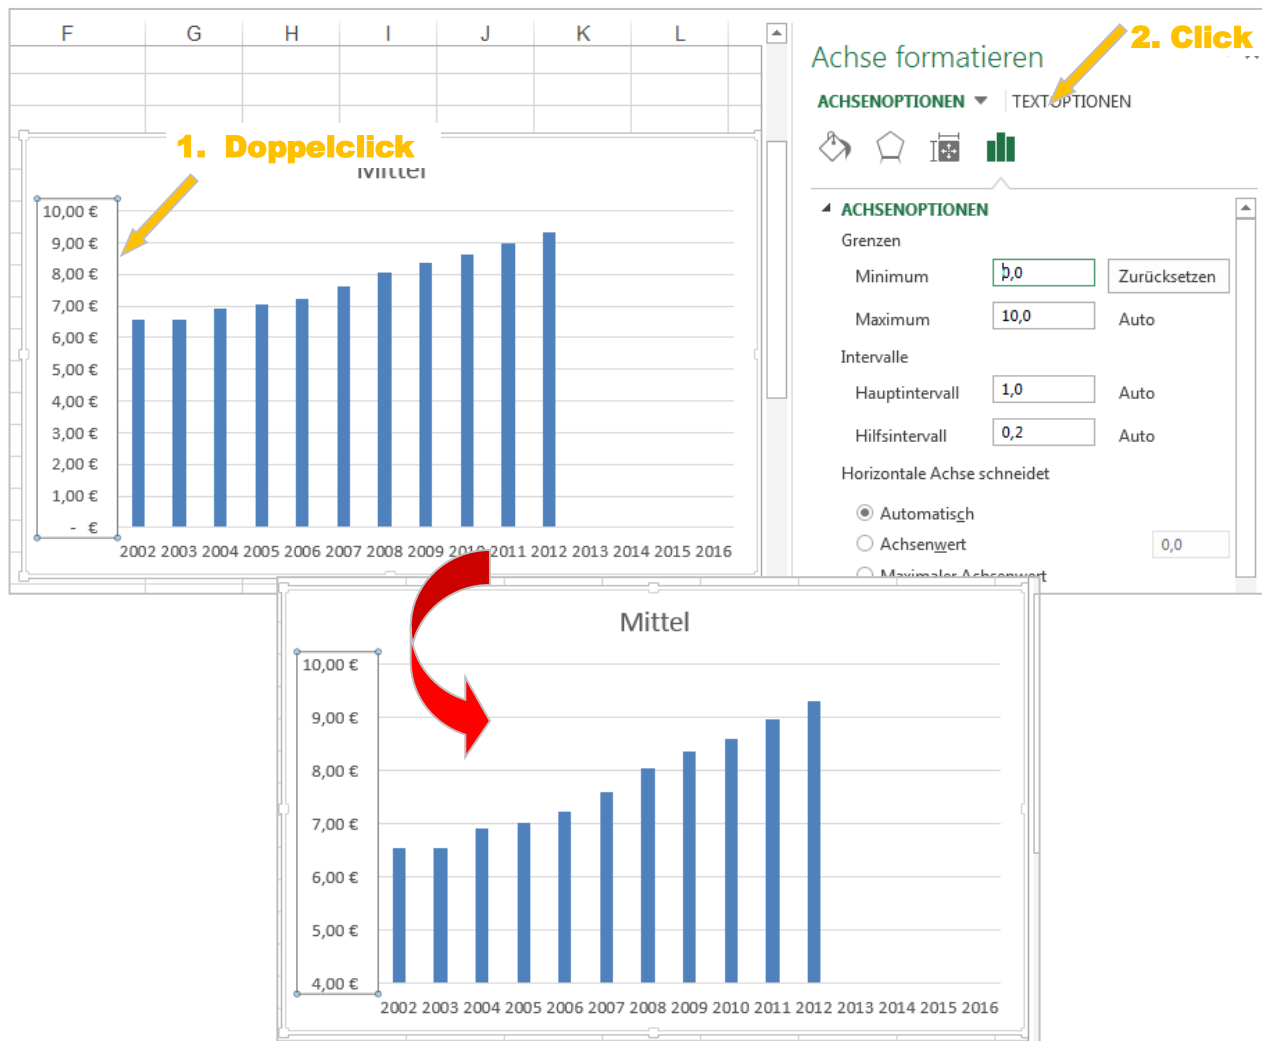 F G H I J K L
1. Doppelclick
Mittel
10,00 €
9,00 €
8,00 €
7,00 €
6,00 €
5,00 €
4,00 €
3,00 €
2,00 €
1,00 €
- €
2002 2003 2004 2005 2006 2007 2008 2009 2010 2011 2012 2013 2014 2015 2016
2. Click
Achse formatieren
ACHSENOPTIONEN TEXTOPTIONEN
ACHSENOPTIONEN
Grenzen
Minimum 0,0 Zurücksetzen
Maximum 10,0 Auto
Intervalle
Hauptintervall 1,0 Auto
Hilfsintervall 0,2 Auto
Horizontale Achse schneidet
Automatisch
Achsenwert 0,0
Maximaler Achsenwert
Mittel
10,00 €
9,00 €
8,00 €
7,00 €
6,00 €
5,00 €
4,00 €
2002 2003 2004 2005 2006 2007 2008 2009 2010 2011 2012 2013 2014 2015 2016